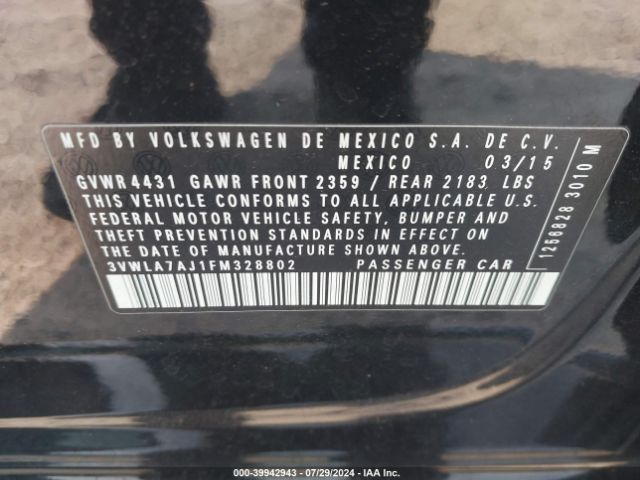 MFD BY VOLKSWAGEN DE MEXICO S.A. DE C.V.
MEXICO 03/15
GVWR 4431 GAWR FRONT 2359 / REAR 2183 LBS
THIS VEHICLE CONFORMS TO ALL APPLICABLE U.S.
FEDERAL MOTOR VEHICLE SAFETY, BUMPER AND
THEFT PREVENTION STANDARDS IN EFFECT ON
THE DATE OF MANUFACTURE SHOWN ABOVE.
3VWLA7AJ1FM328802 PASSENGER CAR
1256828 3010 M
000-39942943 - 07/29/2024 - IAA Inc.